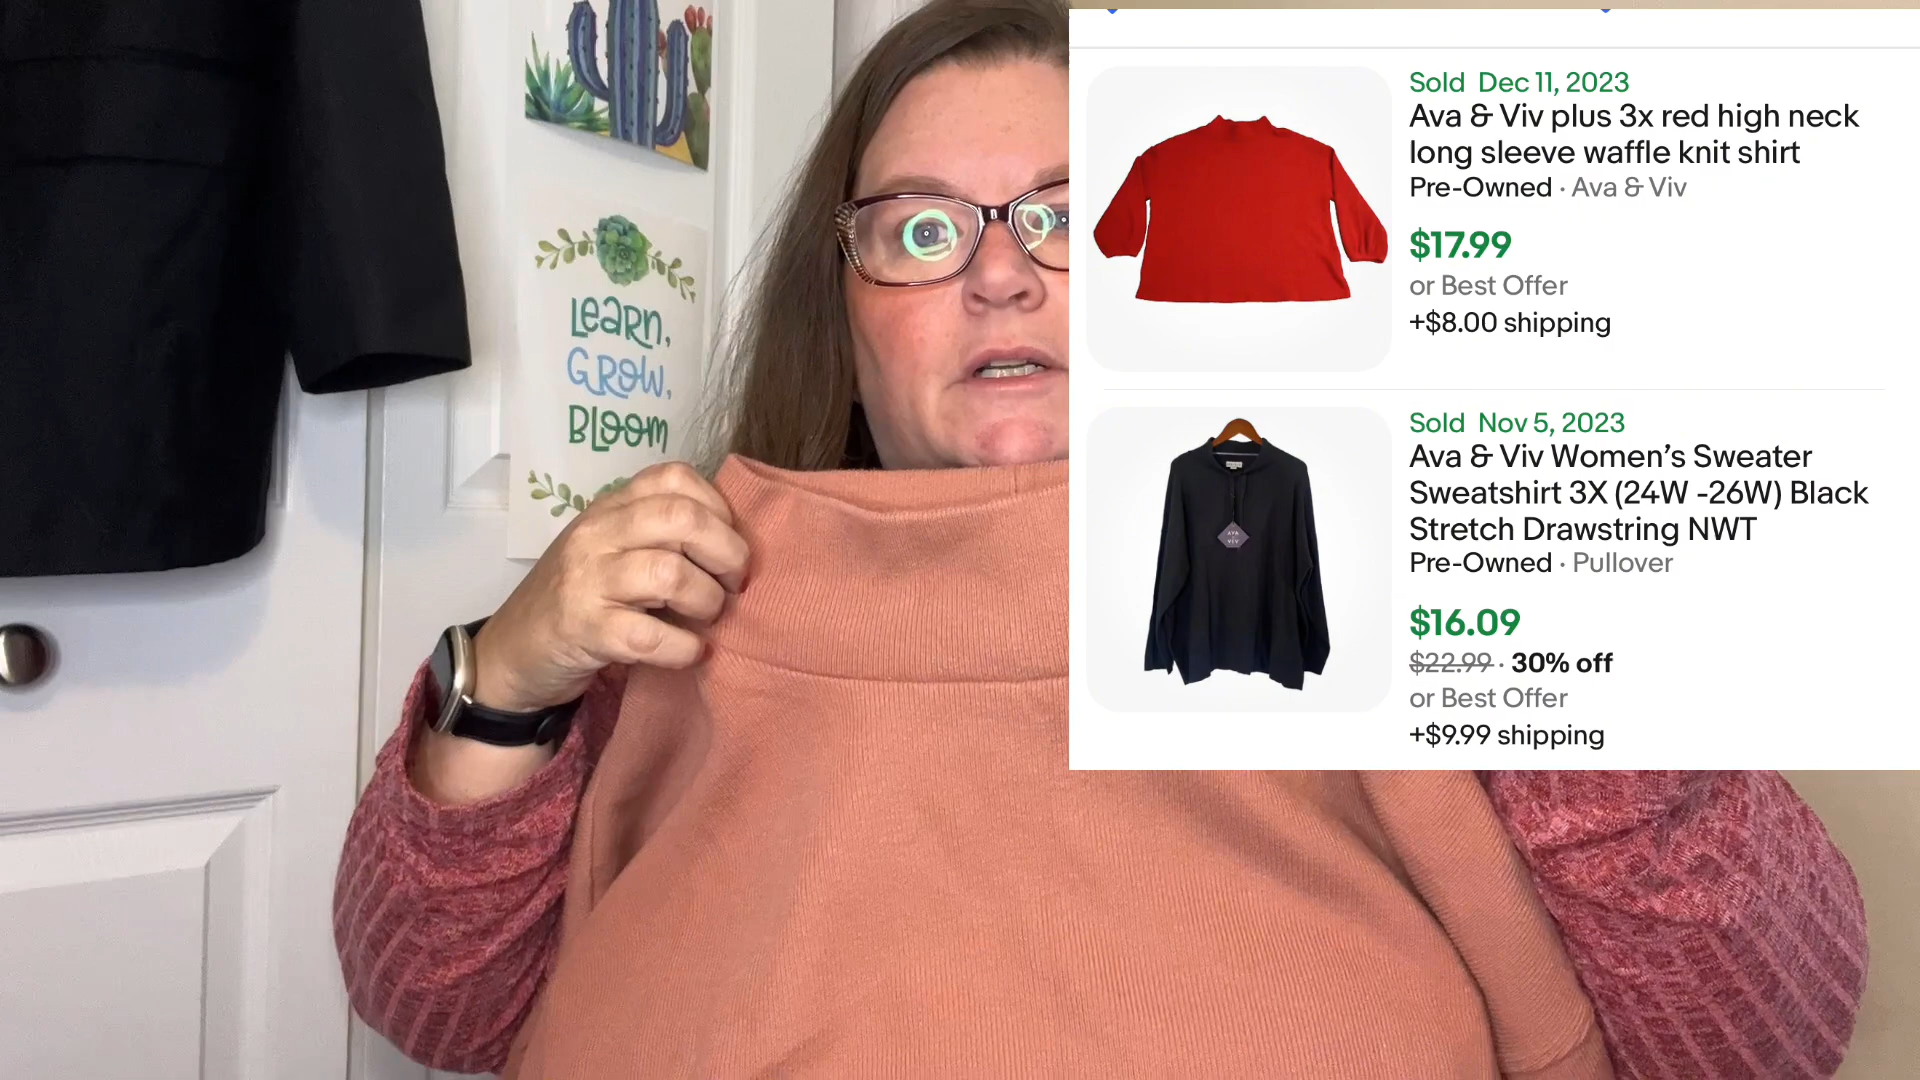 Learn,
Grow,
Bloom
Sold Dec 11, 2023
Ava & Viv plus 3x red high neck
long sleeve waffle knit shirt
Pre-Owned · Ava & Viv
$17.99
or Best Offer
+$8.00 shipping
Sold Nov 5, 2023
Ava & Viv Women's Sweater
Sweatshirt 3X (24W -26W) Black
Stretch Drawstring NWT
Pre-Owned · Pullover
$16.09
$22.99 · 30% off
or Best Offer
+$9.99 shipping
AVA
VIV